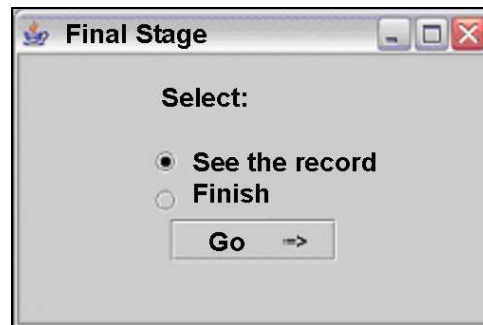 Final Stage
Select:
See the record
Finish
Go =>